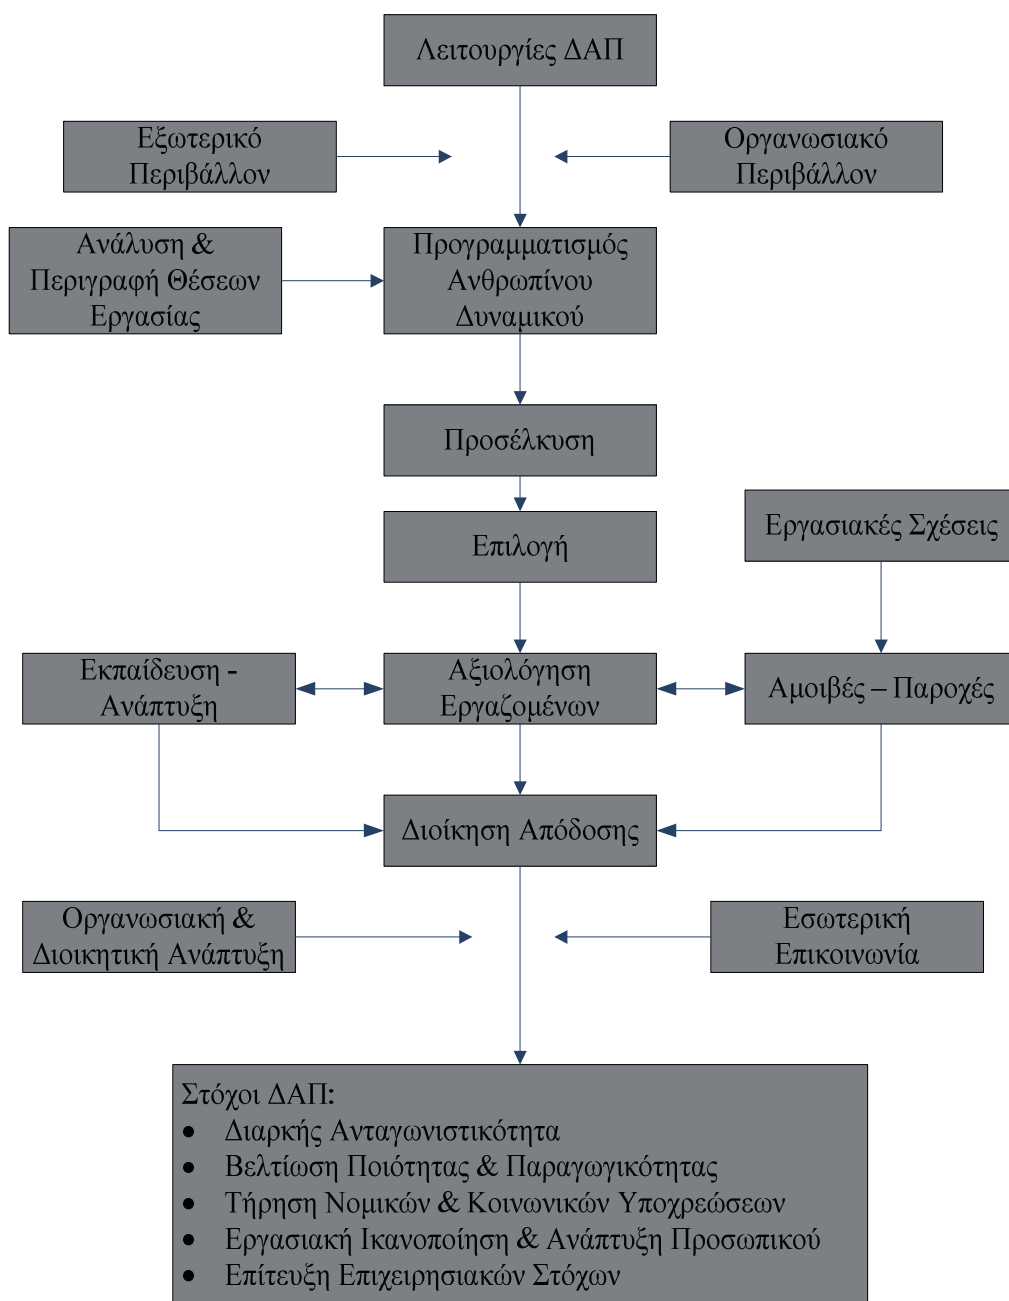 Λειτουργίες ΔΑΠ
Εξωτερικό
Περιβάλλον
Οργανωσιακό
Περιβάλλον
Ανάλυση &
Περιγραφή Θέσεων
Εργασίας
Προγραμματισμός
Ανθρωπίνου
Δυναμικού
Προσέλκυση
Επιλογή
Εργασιακές Σχέσεις
Εκπαίδευση -
Ανάπτυξη
Αξιολόγηση
Εργαζομένων
Αμοιβές – Παροχές
Διοίκηση Απόδοσης
Οργανωσιακή &
Διοικητική Ανάπτυξη
Εσωτερική
Επικοινωνία
Στόχοι ΔΑΠ:
• Διαρκής Ανταγωνιστικότητα
• Βελτίωση Ποιότητας & Παραγωγικότητας
• Τήρηση Νομικών & Κοινωνικών Υποχρεώσεων
• Εργασιακή Ικανοποίηση & Ανάπτυξη Προσωπικού
• Επίτευξη Επιχειρησιακών Στόχων